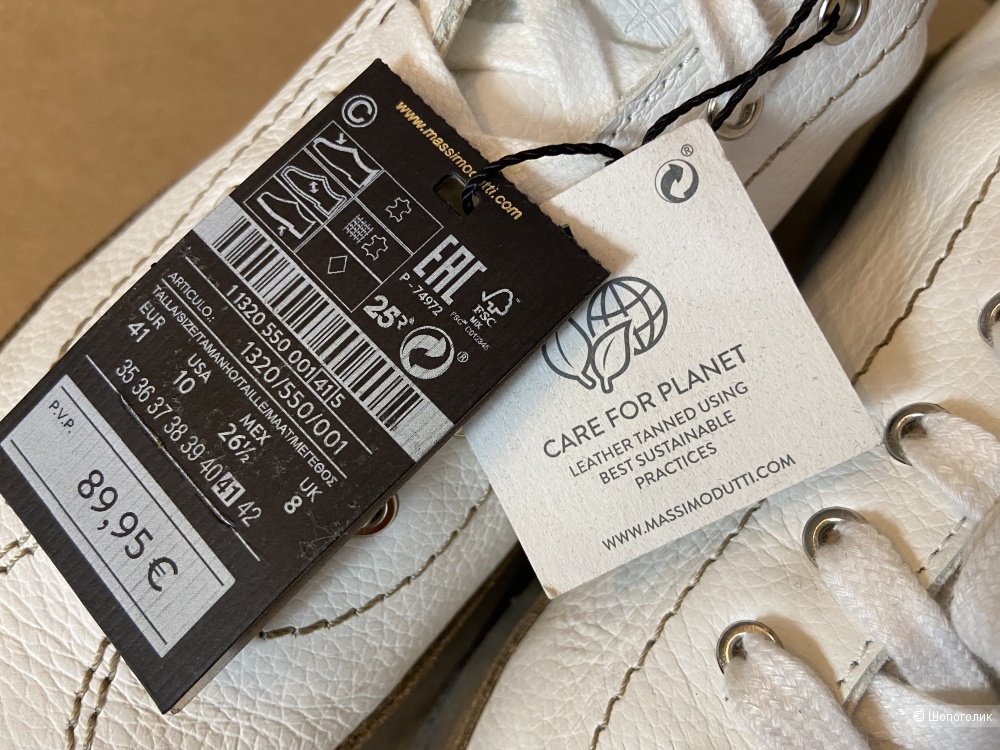 ©
www.massimodutti.com
EAC
P-74972
FSC
MIX
25
®
11320 550 001/4115
ARTICULO.: 1320/550/001
TALLA/SIZE/TAMANHO/TAILLE/MAAT/ΜΕΓΕΘΟΣ
EUR USA MEX UK
41 10 26½ 8
35 36 37 38 39 40 41 42
P.V.P.
89,95 €
®
CARE FOR PLANET
LEATHER TANNED USING
BEST SUSTAINABLE
PRACTICES
WWW.MASSIMODUTTI.COM
© Шопоголик